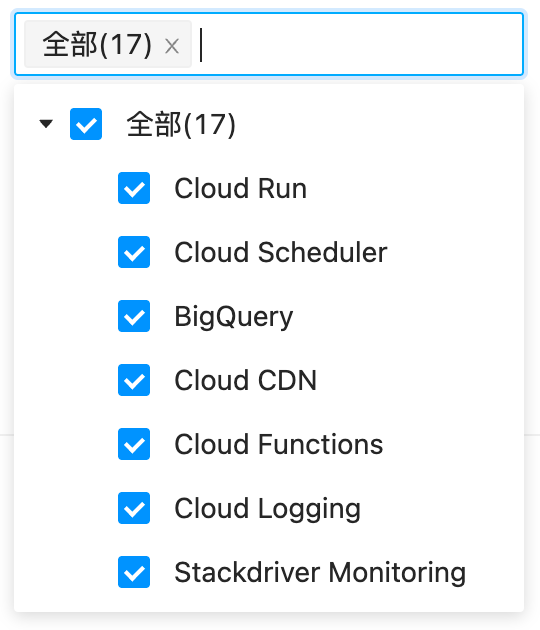 全部(17)
全部(17)
Cloud Run
Cloud Scheduler
BigQuery
Cloud CDN
Cloud Functions
Cloud Logging
Stackdriver Monitoring